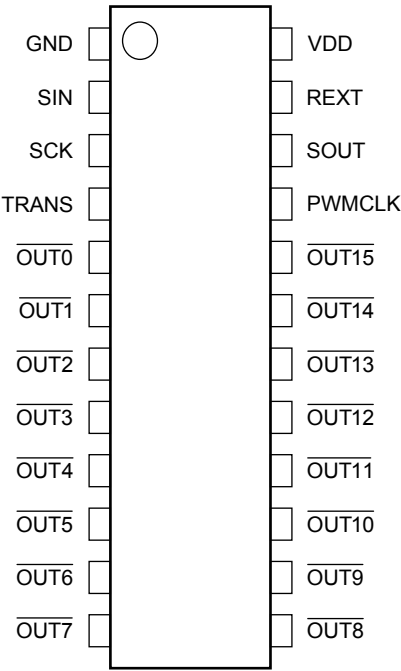 GND VDD
SIN REXT
SCK SOUT
TRANS PWMCLK
OUT0 OUT15
OUT1 OUT14
OUT2 OUT13
OUT3 OUT12
OUT4 OUT11
OUT5 OUT10
OUT6 OUT9
OUT7 OUT8